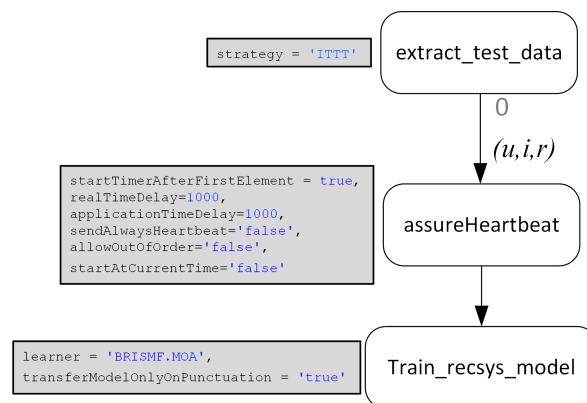 strategy = 'ITTT'
extract_test_data
0
(u,i,r)
startTimerAfterFirstElement = true,
realTimeDelay=1000,
applicationTimeDelay=1000,
sendAlwaysHeartbeat='false',
allowOutOfOrder='false',
startAtCurrentTime='false'
assureHeartbeat
learner = 'BRISMF.MOA',
transferModelOnlyOnPunctuation = 'true'
Train_recsys_model